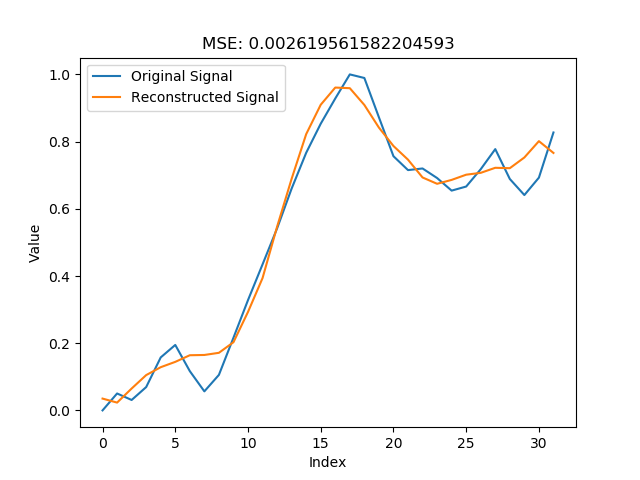 MSE: 0.002619561582204593
Original Signal
Reconstructed Signal
1.0
0.8
0.6
0.4
0.2
0.0
Value
0 5 10 15 20 25 30
Index